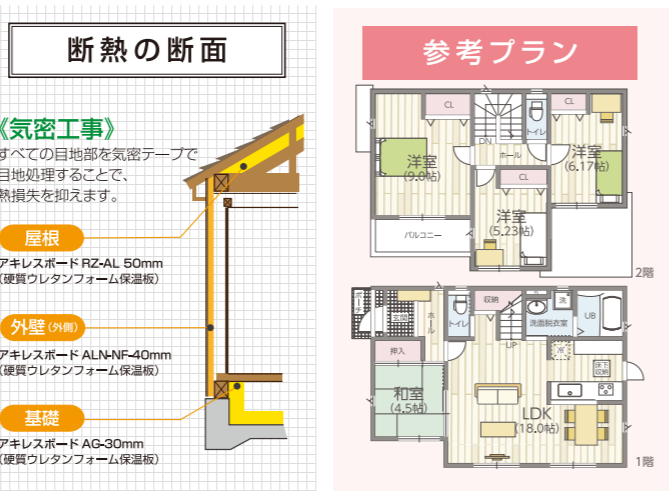 断熱の断面
《気密工事》
すべての目地部を気密テープで
目地処理することで、
熱損失を抑えます。
屋根
アキレスボード RZ-AL 50mm
(硬質ウレタンフォーム保温板)
外壁(外側)
アキレスボード ALN-NF-40mm
(硬質ウレタンフォーム保温板)
基礎
アキレスボード AG-30mm
(硬質ウレタンフォーム保温板)
参考プラン
CL
CL
トイレ
DN
ホール
洋室
(9.0帖)
洋室
(6.17帖)
CL
洋室
(5.23帖)
バルコニー
2階
ポーチ
玄関
ホール
トイレ
収納
洗面脱衣室
洗
UB
UP
押入
冷
床下
収納
和室
(4.5帖)
LDK
(18.0帖)
1階